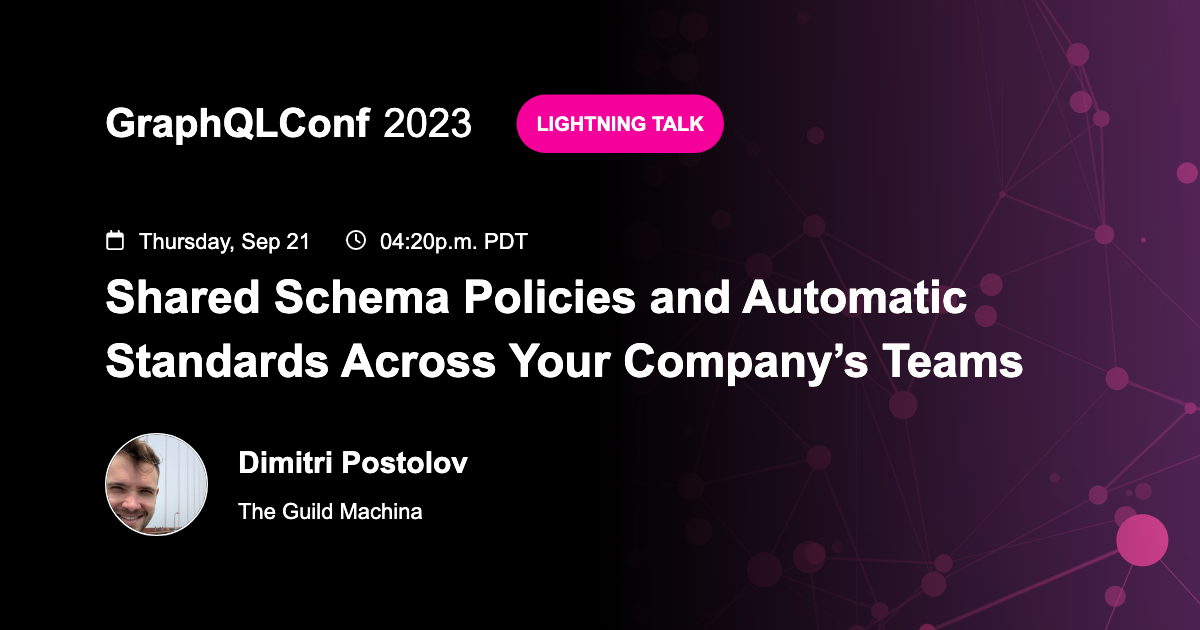 GraphQLConf 2023
LIGHTNING TALK
Thursday, Sep 21
04:20p.m. PDT
Shared Schema Policies and Automatic
Standards Across Your Company’s Teams
Dimitri Postolov
The Guild Machina